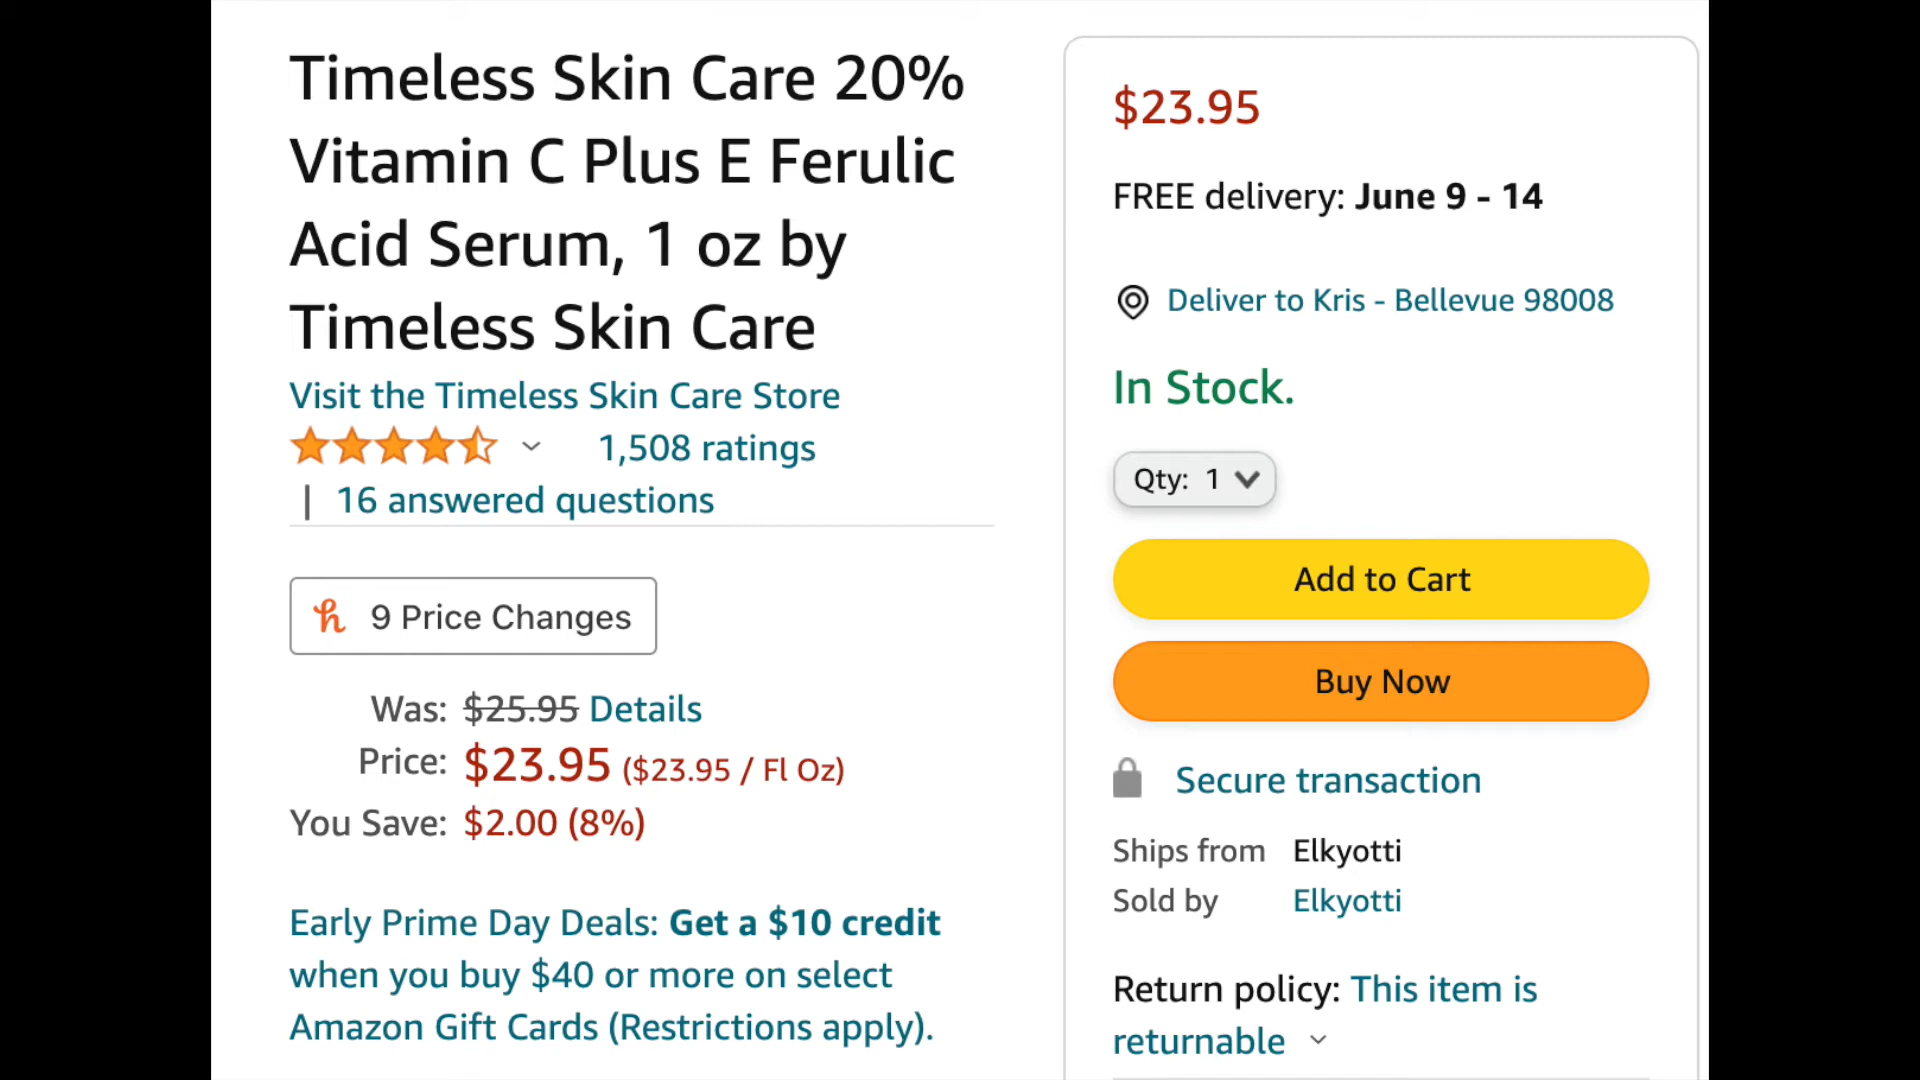 Timeless Skin Care 20%
Vitamin C Plus E Ferulic
Acid Serum, 1 oz by
Timeless Skin Care
Visit the Timeless Skin Care Store
1,508 ratings
| 16 answered questions
9 Price Changes
Was: $25.95 Details
Price: $23.95 ($23.95 / Fl Oz)
You Save: $2.00 (8%)
Early Prime Day Deals: Get a $10 credit
when you buy $40 or more on select
Amazon Gift Cards (Restrictions apply).
$23.95
FREE delivery: June 9 - 14
Deliver to Kris - Bellevue 98008
In Stock.
Qty: 1
Add to Cart
Buy Now
Secure transaction
Ships from Elkyotti
Sold by Elkyotti
Return policy: This item is
returnable